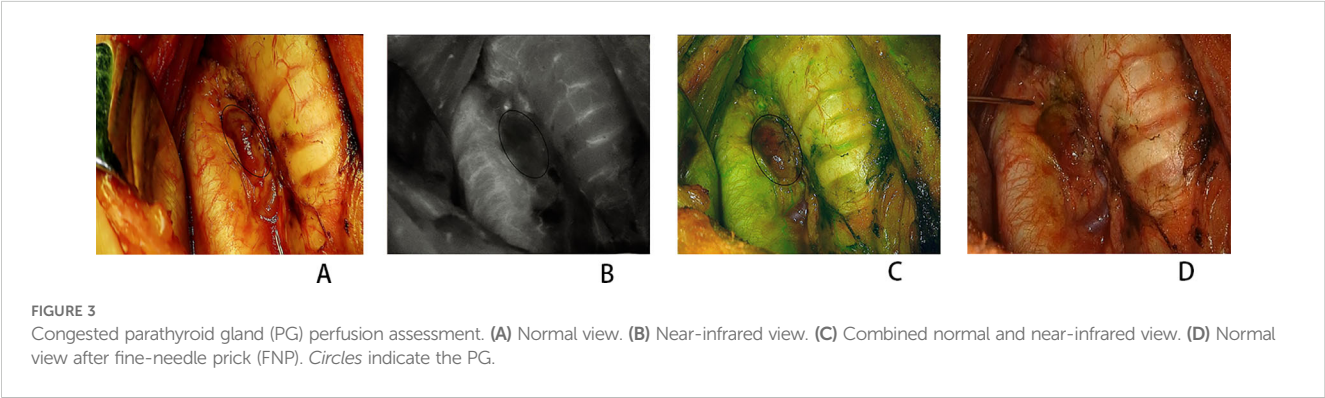 A
B
C
D
FIGURE 3
Congested parathyroid gland (PG) perfusion assessment. (A) Normal view. (B) Near-infrared view. (C) Combined normal and near-infrared view. (D) Normal
view after fine-needle prick (FNP). Circles indicate the PG.